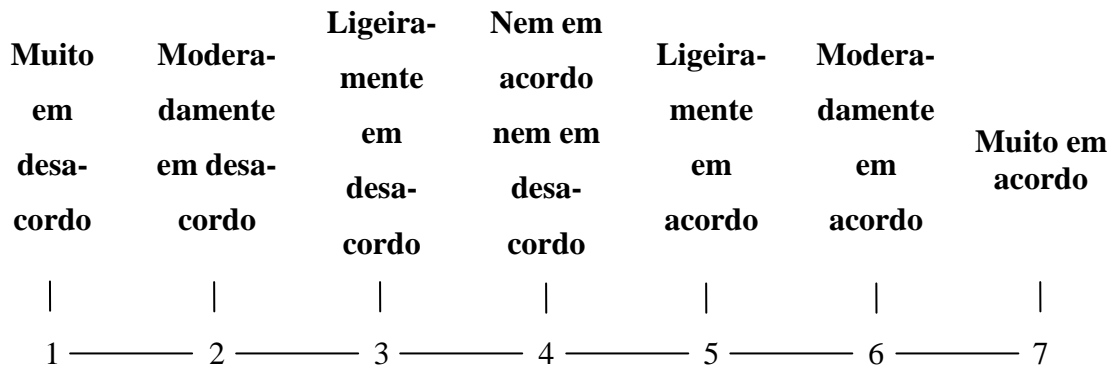 Muito
em
desa-
cordo
Modera-
damente
em desa-
cordo
Ligeira-
mente
em
desa-
cordo
Nem em
acordo
nem em
desa-
cordo
Ligeira-
mente
em
acordo
Modera-
damente
em
acordo
Muito em
acordo
1 2 3 4 5 6 7